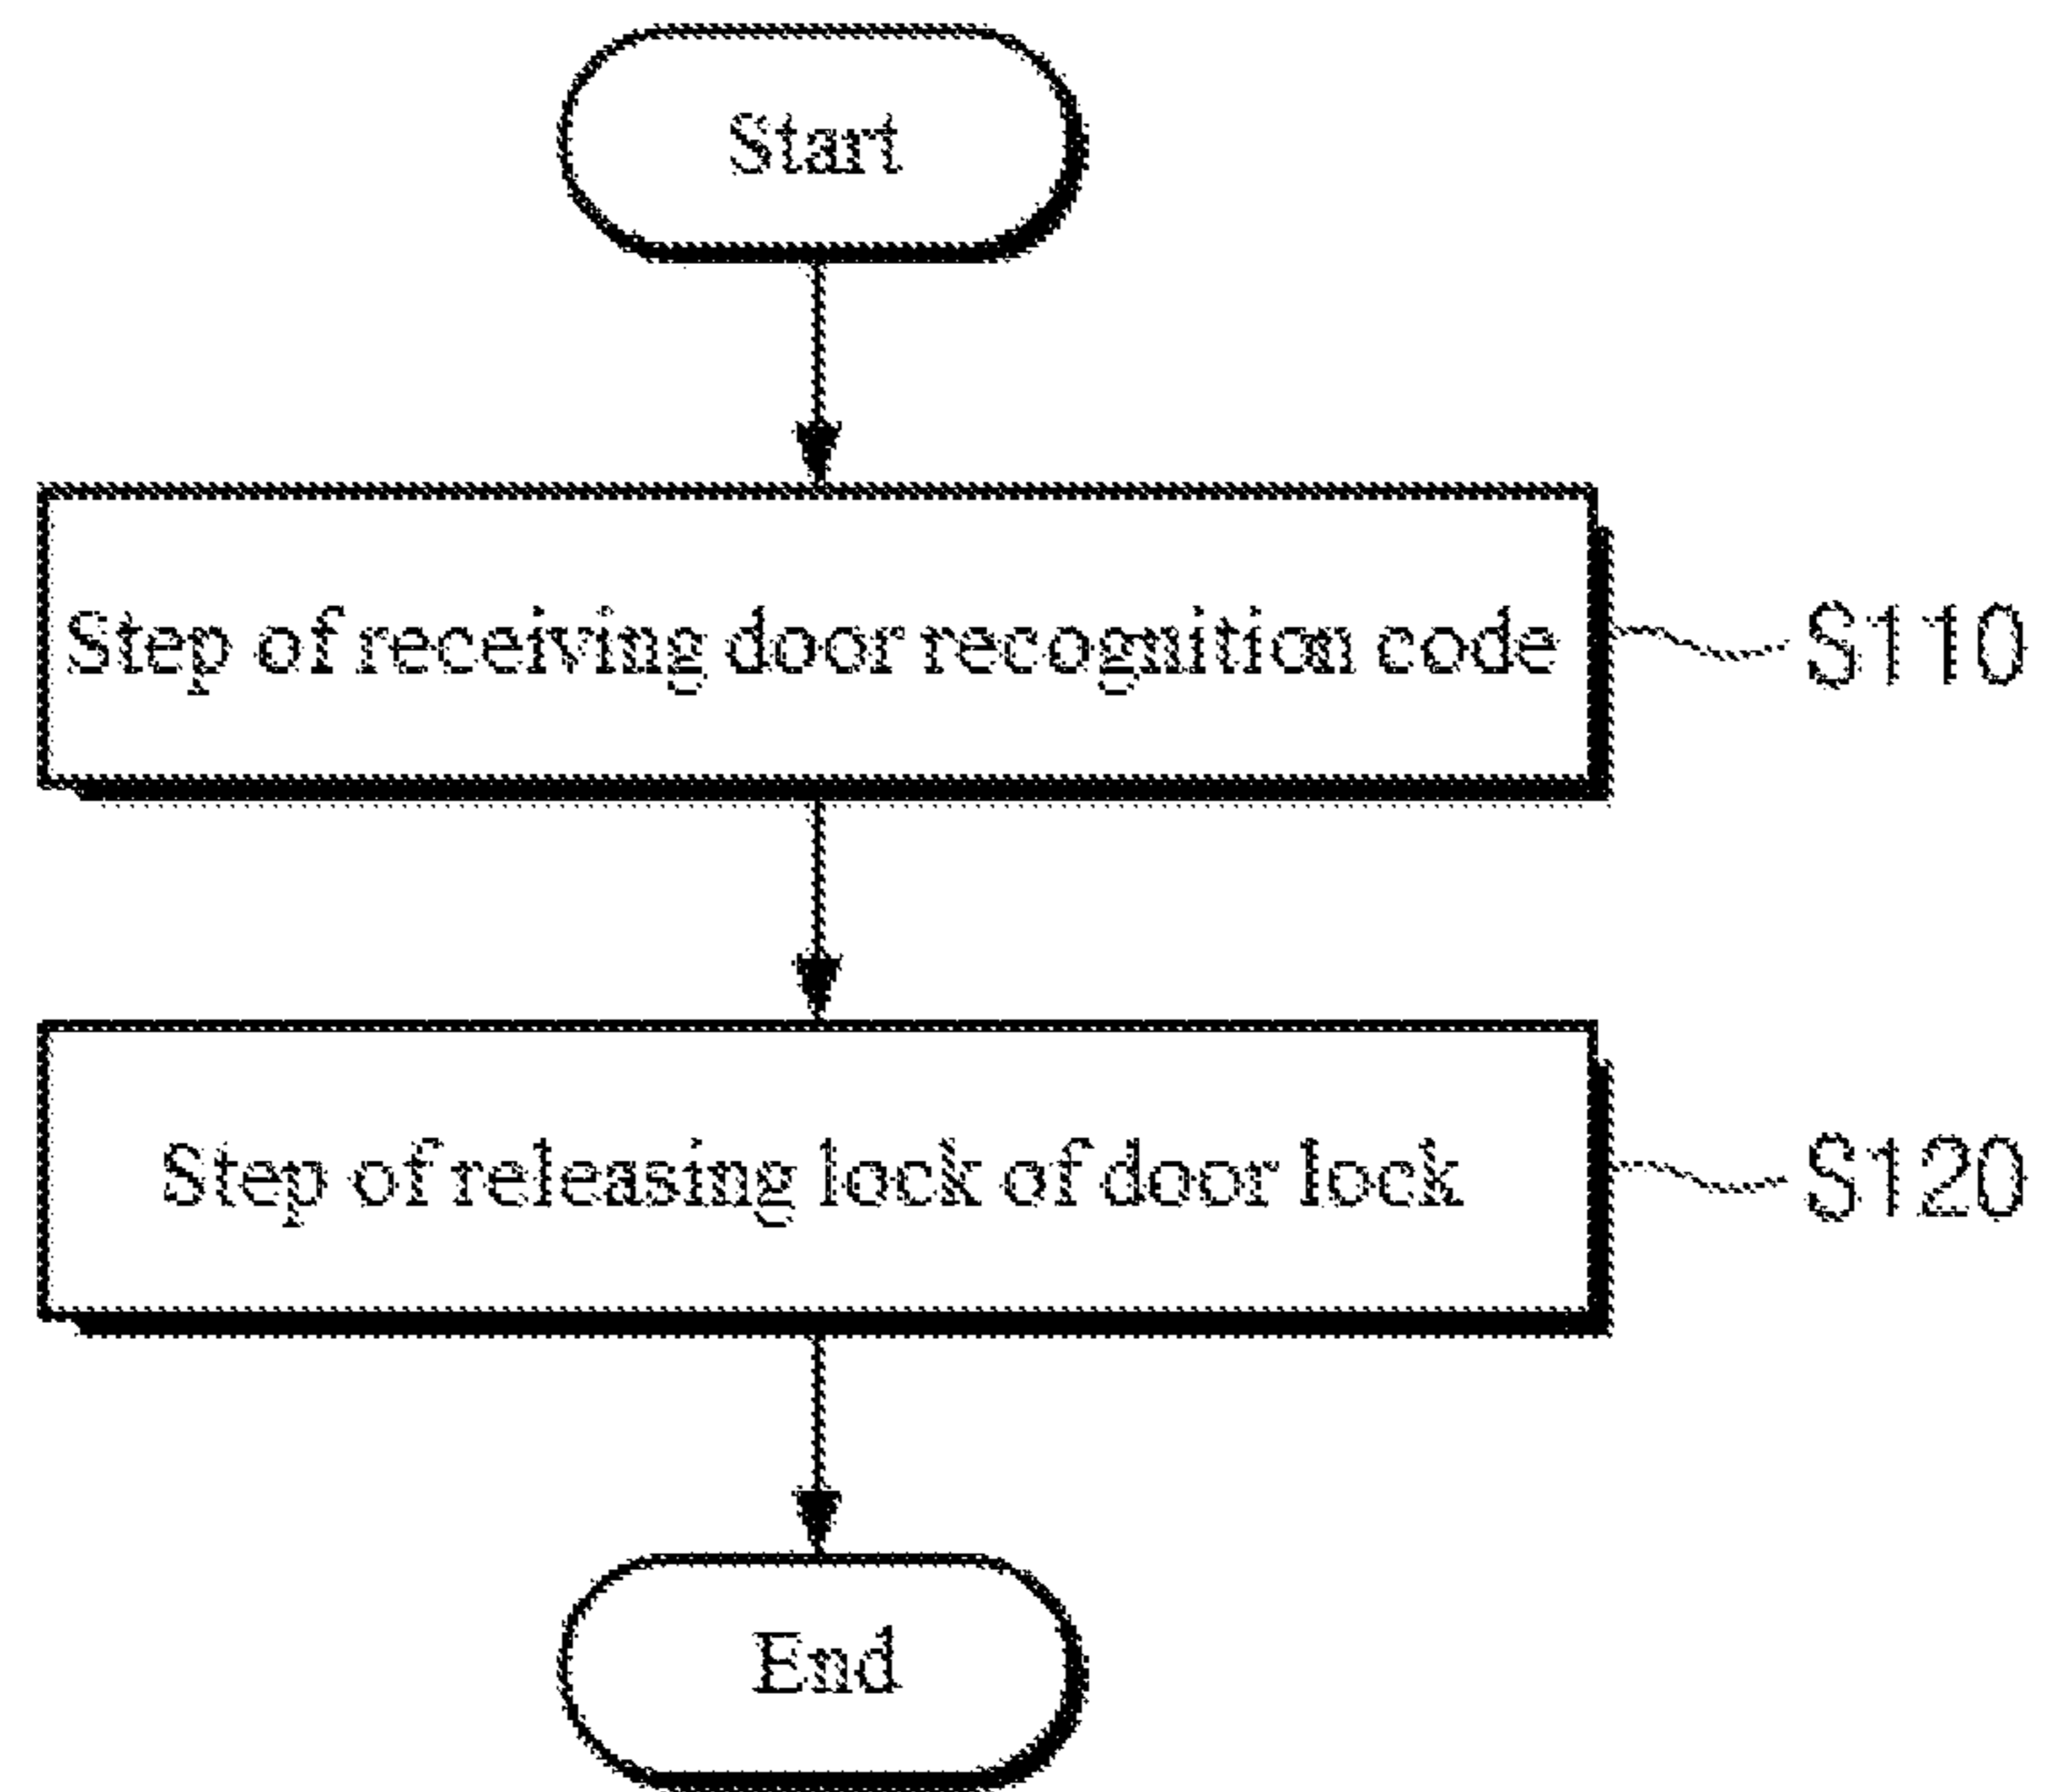 Start
Step of receiving door recognition code
S110
Step of releasing lock of door lock
S120
End